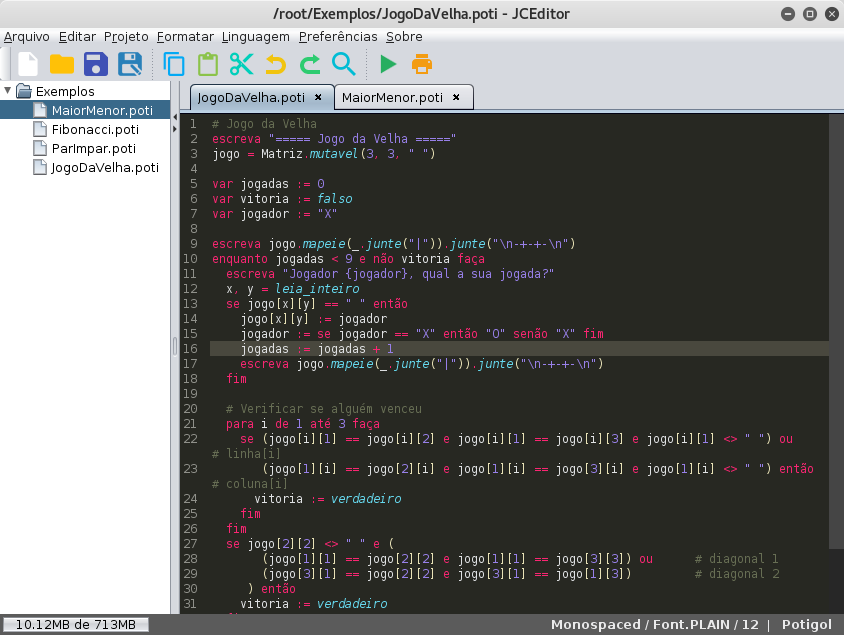 /root/Exemplos/JogoDaVelha.poti - JCEditor
Arquivo Editar Projeto Formatar Linguagem Preferências Sobre
Exemplos
MaiorMenor.poti
Fibonacci.poti
ParImpar.poti
JogoDaVelha.poti
JogoDaVelha.poti × MaiorMenor.poti ×
1 # Jogo da Velha
2 escreva "===== Jogo da Velha ====="
3 jogo = Matriz.mutavel(3, 3, " ")
4
5 var jogadas := 0
6 var vitoria := falso
7 var jogador := "X"
8
9 escreva jogo.mapeie(_.junte("|")).junte("\n-+-+-\n")
10 enquanto jogadas < 9 e não vitoria faça
11   escreva "Jogador {jogador}, qual a sua jogada?"
12   x, y = leia_inteiro
13   se jogo[x][y] == " " então
14     jogo[x][y] := jogador
15     jogador := se jogador == "X" então "O" senão "X" fim
16     jogadas := jogadas + 1
17     escreva jogo.mapeie(_.junte("|")).junte("\n-+-+-\n")
18   fim
19
20   # Verificar se alguém venceu
21   para i de 1 até 3 faça
22     se (jogo[i][1] == jogo[i][2] e jogo[i][1] == jogo[i][3] e jogo[i][1] <> " ") ou
# linha[i]
23        (jogo[1][i] == jogo[2][i] e jogo[1][i] == jogo[3][i] e jogo[1][i] <> " ") então
# coluna[i]
24       vitoria := verdadeiro
25     fim
26   fim
27   se jogo[2][2] <> " " e (
28        (jogo[1][1] == jogo[2][2] e jogo[1][1] == jogo[3][3]) ou      # diagonal 1
29        (jogo[3][1] == jogo[2][2] e jogo[3][1] == jogo[1][3])         # diagonal 2
30      ) então
31     vitoria := verdadeiro
10.12MB de 713MB
Monospaced / Font.PLAIN / 12 | Potigol